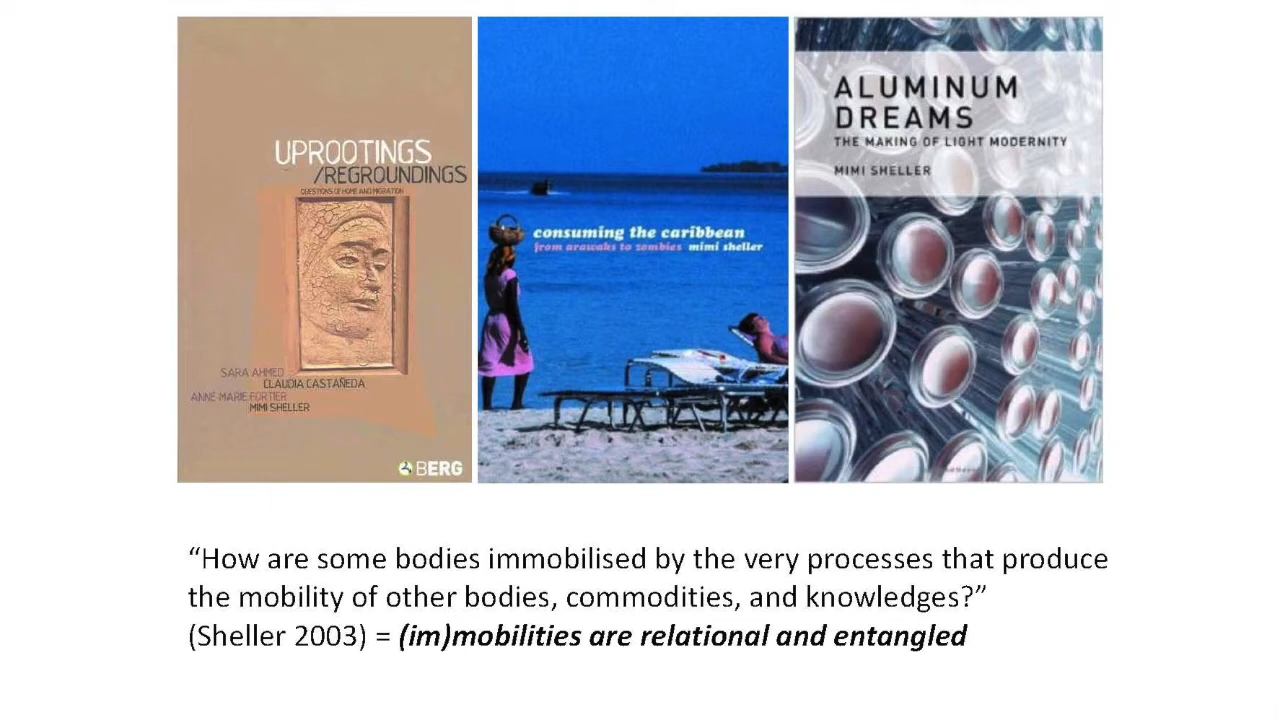 UPROOTINGS
/REGROUNDINGS
QUESTIONS OF HOME AND MIGRATION
SARA AHMED
CLAUDIA CASTAÑEDA
ANNE MARIE FORTIER
MIMI SHELLER
BERG
consuming the caribbean
from arawaks to zombies mimi sheller
ALUMINUM
DREAMS
THE MAKING OF LIGHT MODERNITY
MIMI SHELLER
“How are some bodies immobilised by the very processes that produce
the mobility of other bodies, commodities, and knowledges?”
(Sheller 2003) = (im)mobilities are relational and entangled